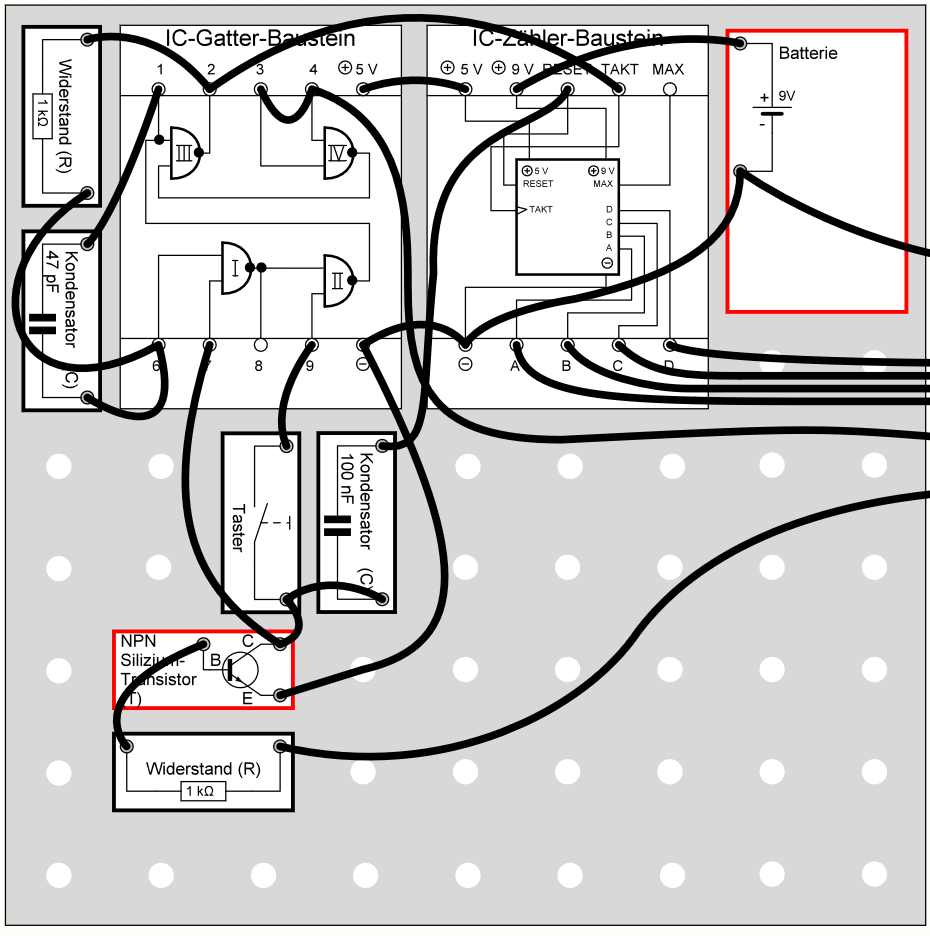 IC-Gatter-Baustein
1 2 3 4 ⊕ 5 V
III
IV
I
II
6 7 8 9 ⊖
IC-Zähler-Baustein
⊕ 5 V ⊕ 9 V RESET TAKT MAX
⊕ 5 V ⊕ 9 V
RESET MAX
TAKT D
C
B
A
⊖
⊖ A B C D
Batterie
+ 9V
-
Widerstand (R)
1 kΩ
Kondensator (C)
47 pF
Taster
Kondensator (C)
100 nF
NPN
Silizium-
Transistor
(T)
C
B
E
Widerstand (R)
1 kΩ